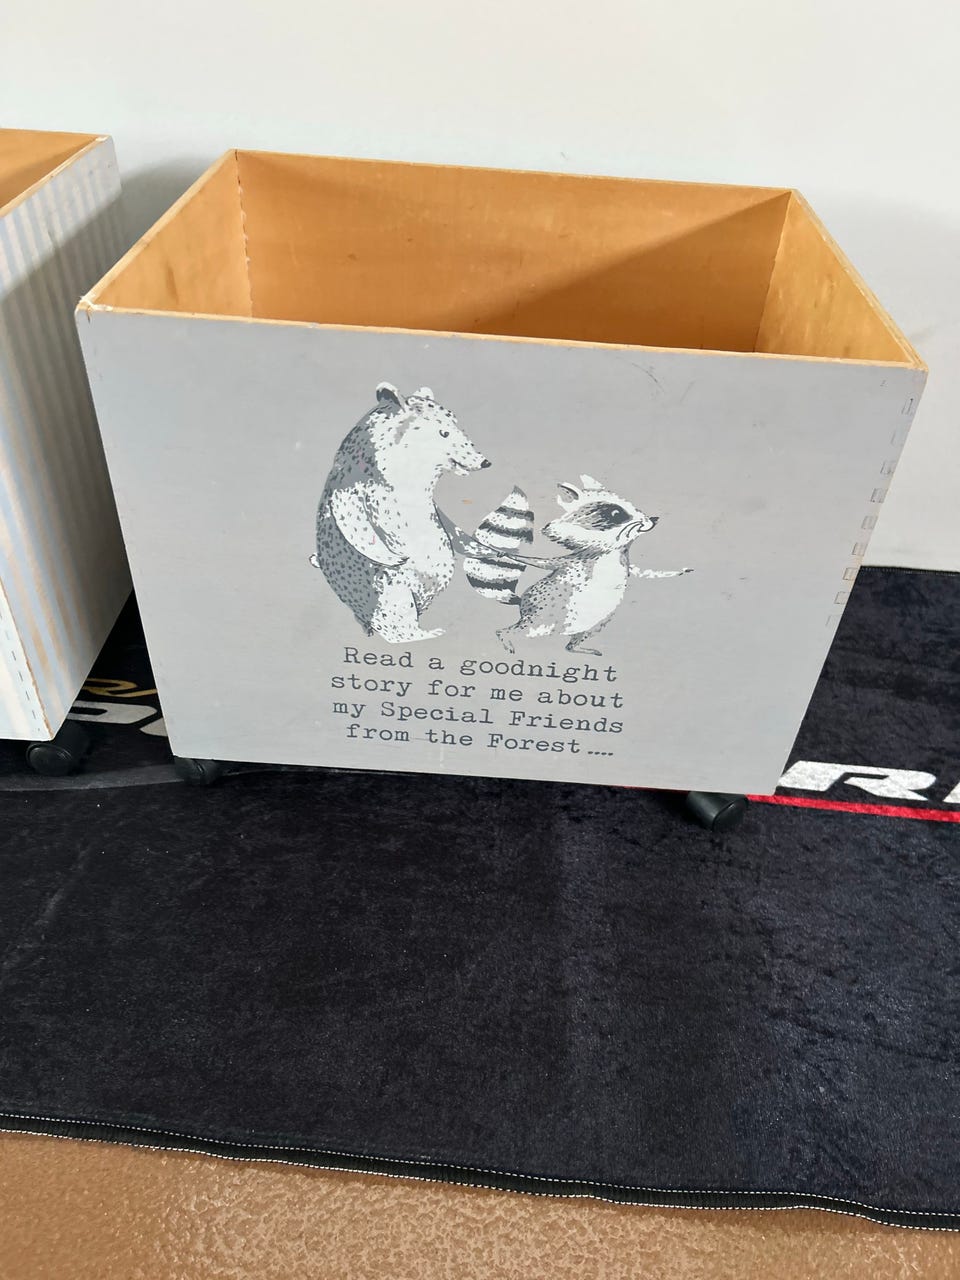 Read a goodnight
story for me about
my Special Friends
from the Forest....